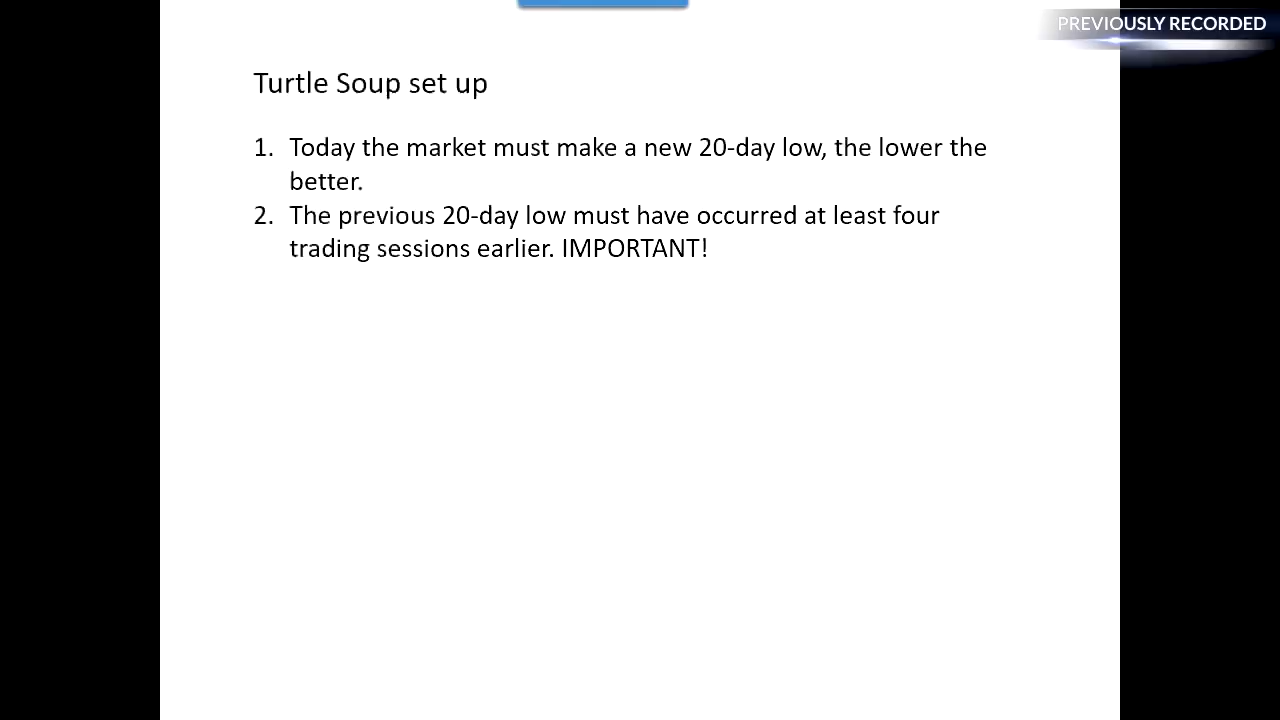 PREVIOUSLY RECORDED
Turtle Soup set up
1. Today the market must make a new 20-day low, the lower the
better.
2. The previous 20-day low must have occurred at least four
trading sessions earlier. IMPORTANT!